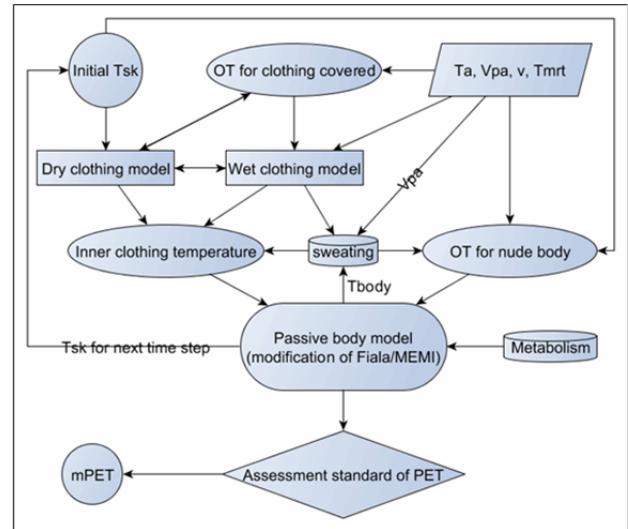 Initial Tsk
OT for clothing covered
Ta, Vpa, v, Tmrt
Dry clothing model
Wet clothing model
Vpa
Inner clothing temperature
sweating
OT for nude body
Tbody
Passive body model
(modification of Fiala/MEMI)
Tsk for next time step
Metabolism
Assessment standard of PET
mPET